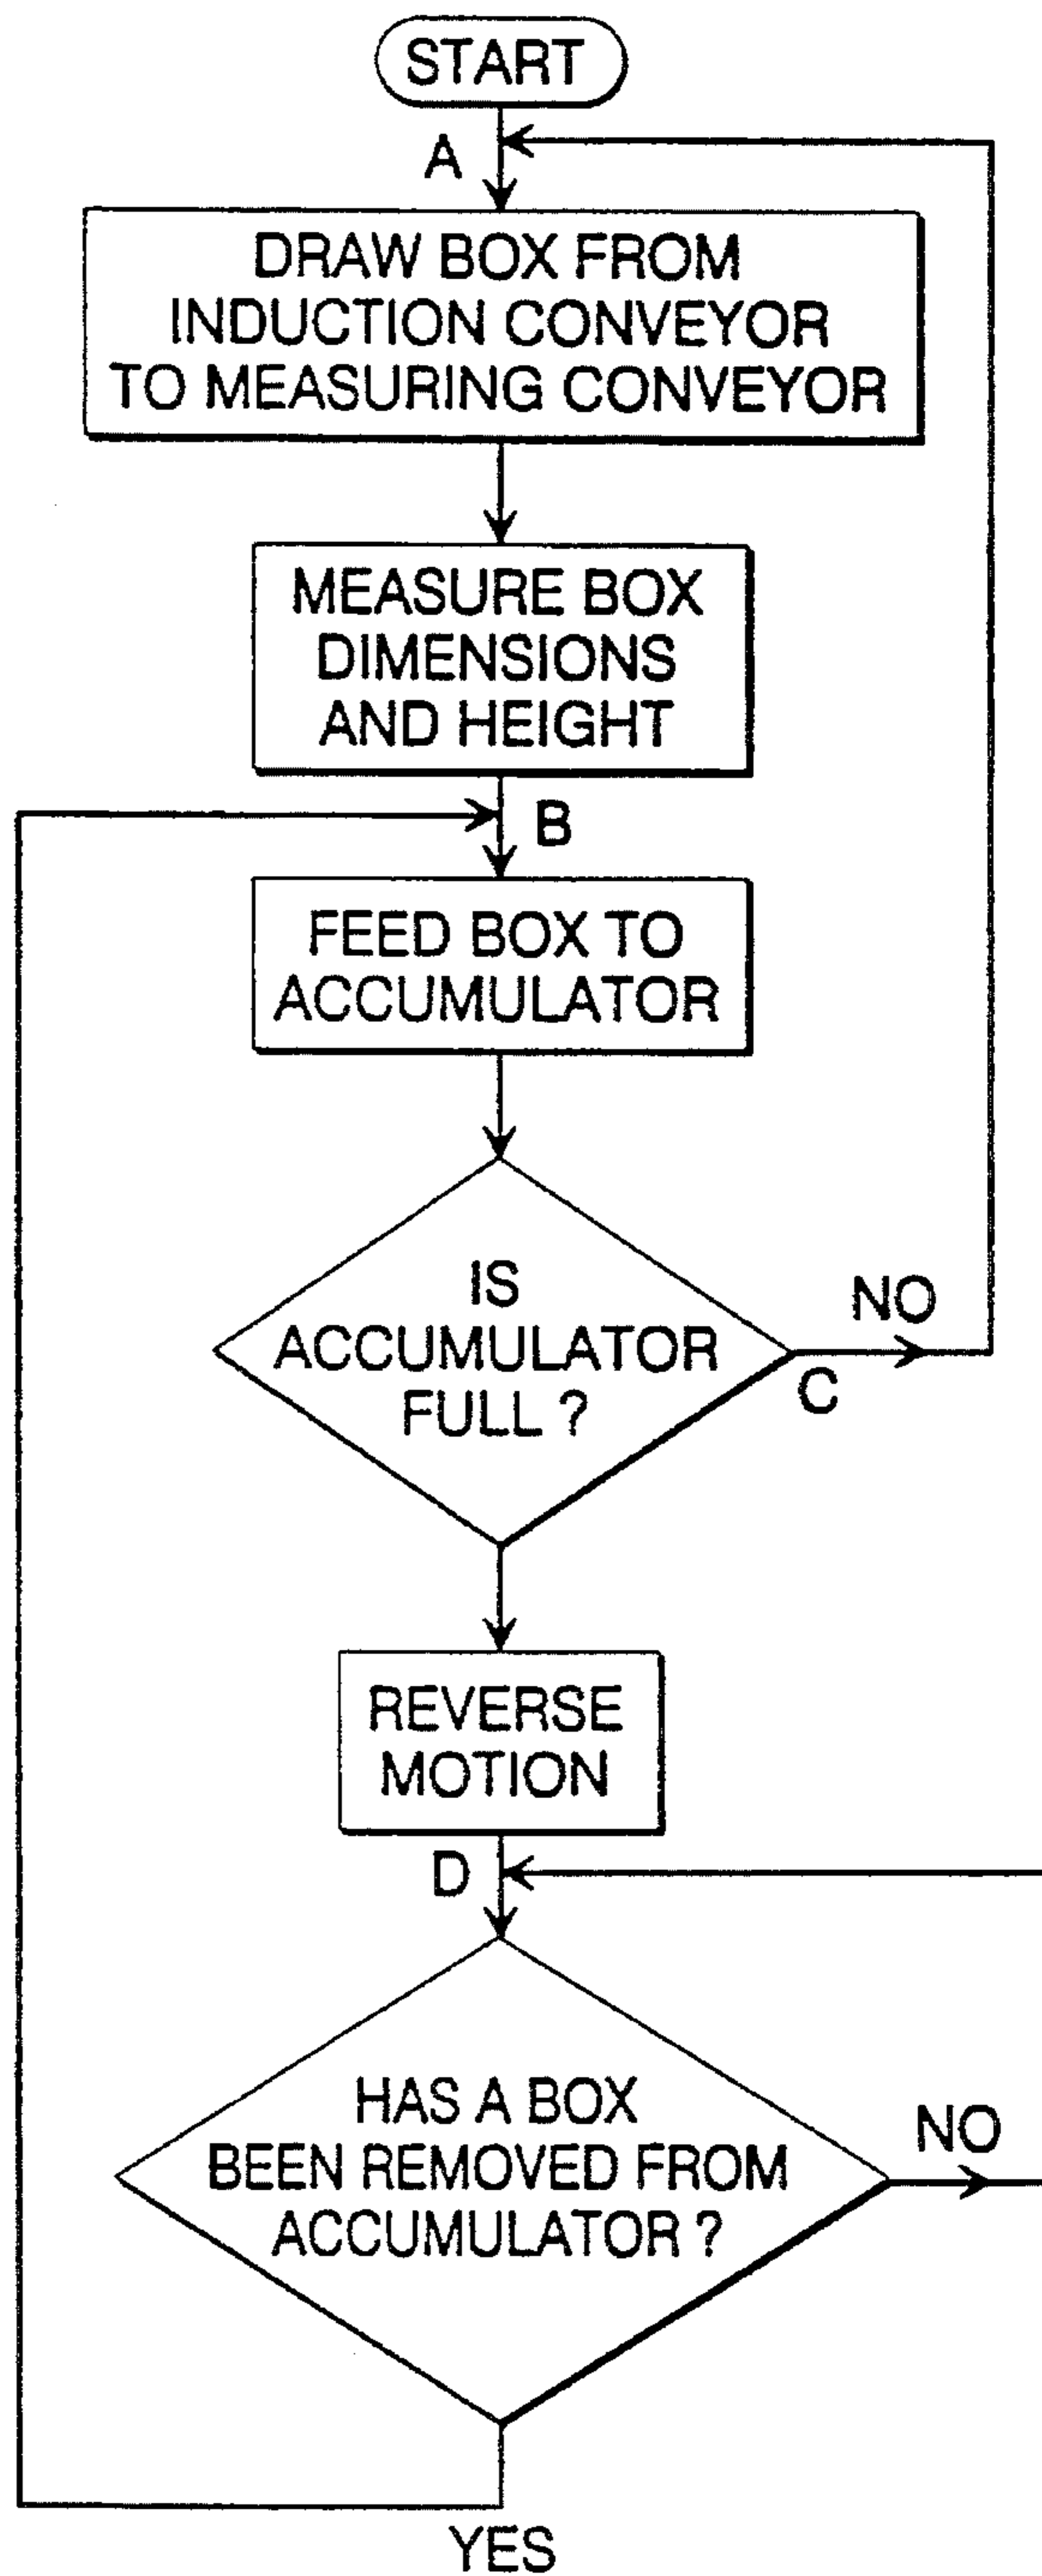 START
A
DRAW BOX FROM
INDUCTION CONVEYOR
TO MEASURING CONVEYOR
MEASURE BOX
DIMENSIONS
AND HEIGHT
B
FEED BOX TO
ACCUMULATOR
IS
ACCUMULATOR
FULL ?
NO
C
REVERSE
MOTION
D
HAS A BOX
BEEN REMOVED FROM
ACCUMULATOR ?
NO
YES